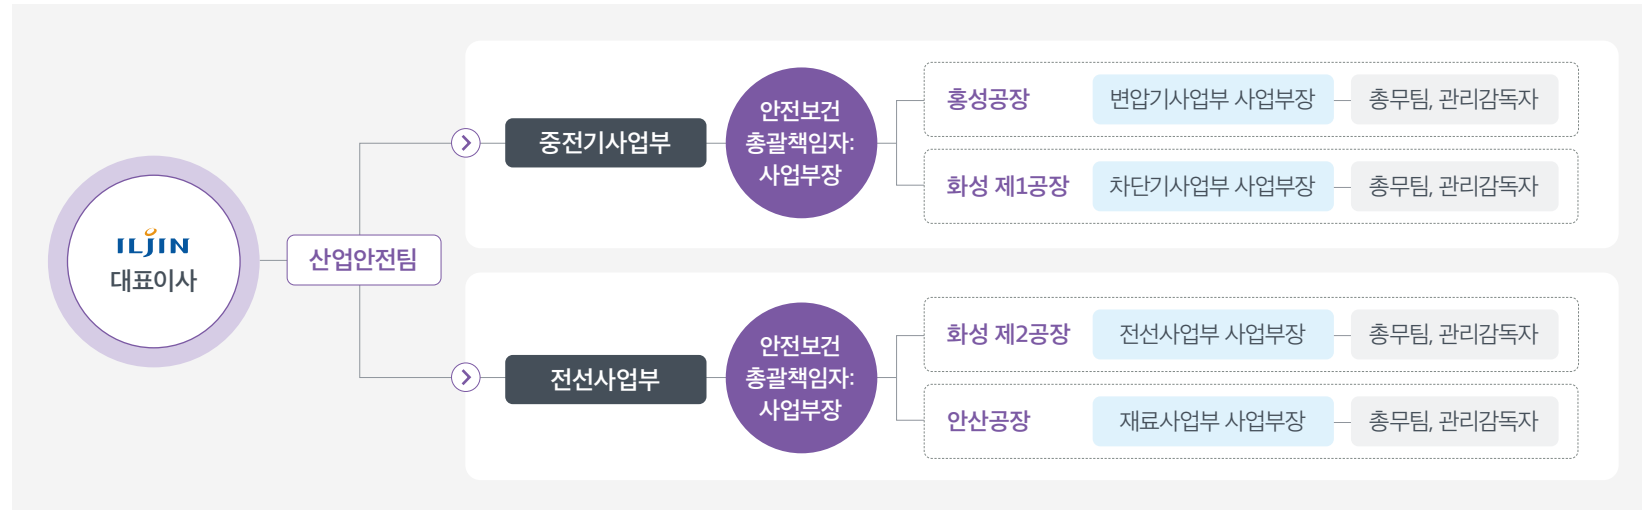 ILJIN
대표이사
산업안전팀
중전기사업부
안전보건
총괄책임자:
사업부장
홍성공장
변압기사업부 사업부장
총무팀, 관리감독자
화성 제1공장
차단기사업부 사업부장
총무팀, 관리감독자
전선사업부
안전보건
총괄책임자:
사업부장
화성 제2공장
전선사업부 사업부장
총무팀, 관리감독자
안산공장
재료사업부 사업부장
총무팀, 관리감독자